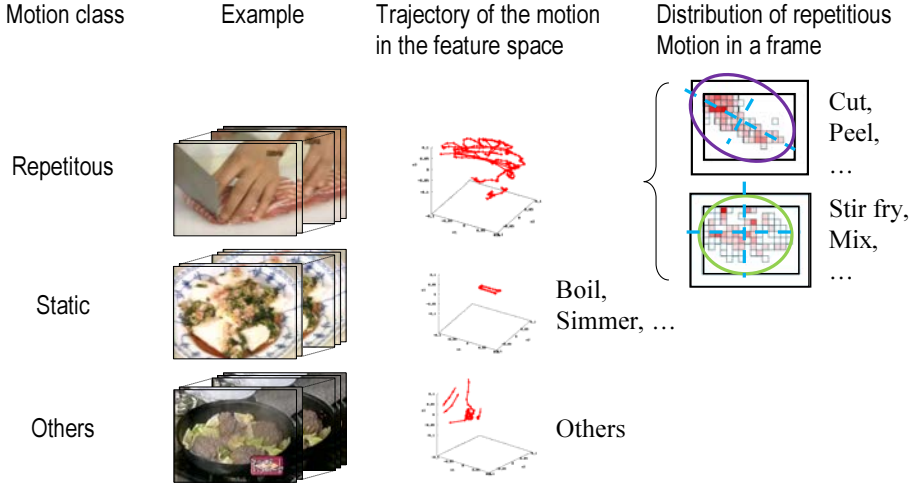 Motion class
Example
Trajectory of the motion
in the feature space
Distribution of repetitious
Motion in a frame
Repetitous
Cut,
Peel,
…
Stir fry,
Mix,
…
Static
Boil,
Simmer, …
Others
Others